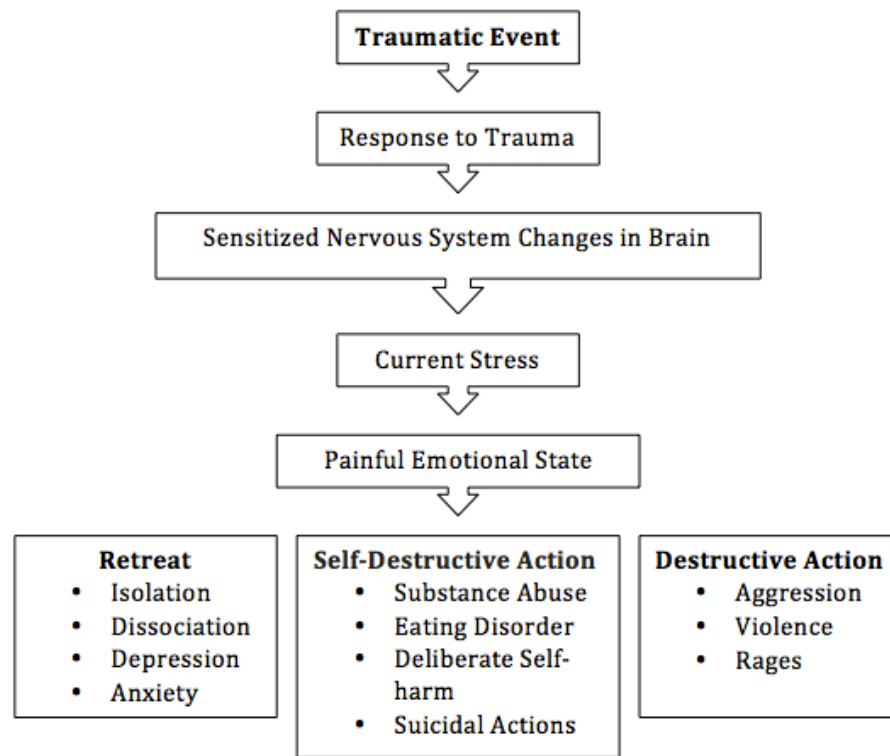 Traumatic Event
Response to Trauma
Sensitized Nervous System Changes in Brain
Current Stress
Painful Emotional State
Retreat
• Isolation
• Dissociation
• Depression
• Anxiety
Self-Destructive Action
• Substance Abuse
• Eating Disorder
• Deliberate Self-
harm
• Suicidal Actions
Destructive Action
• Aggression
• Violence
• Rages